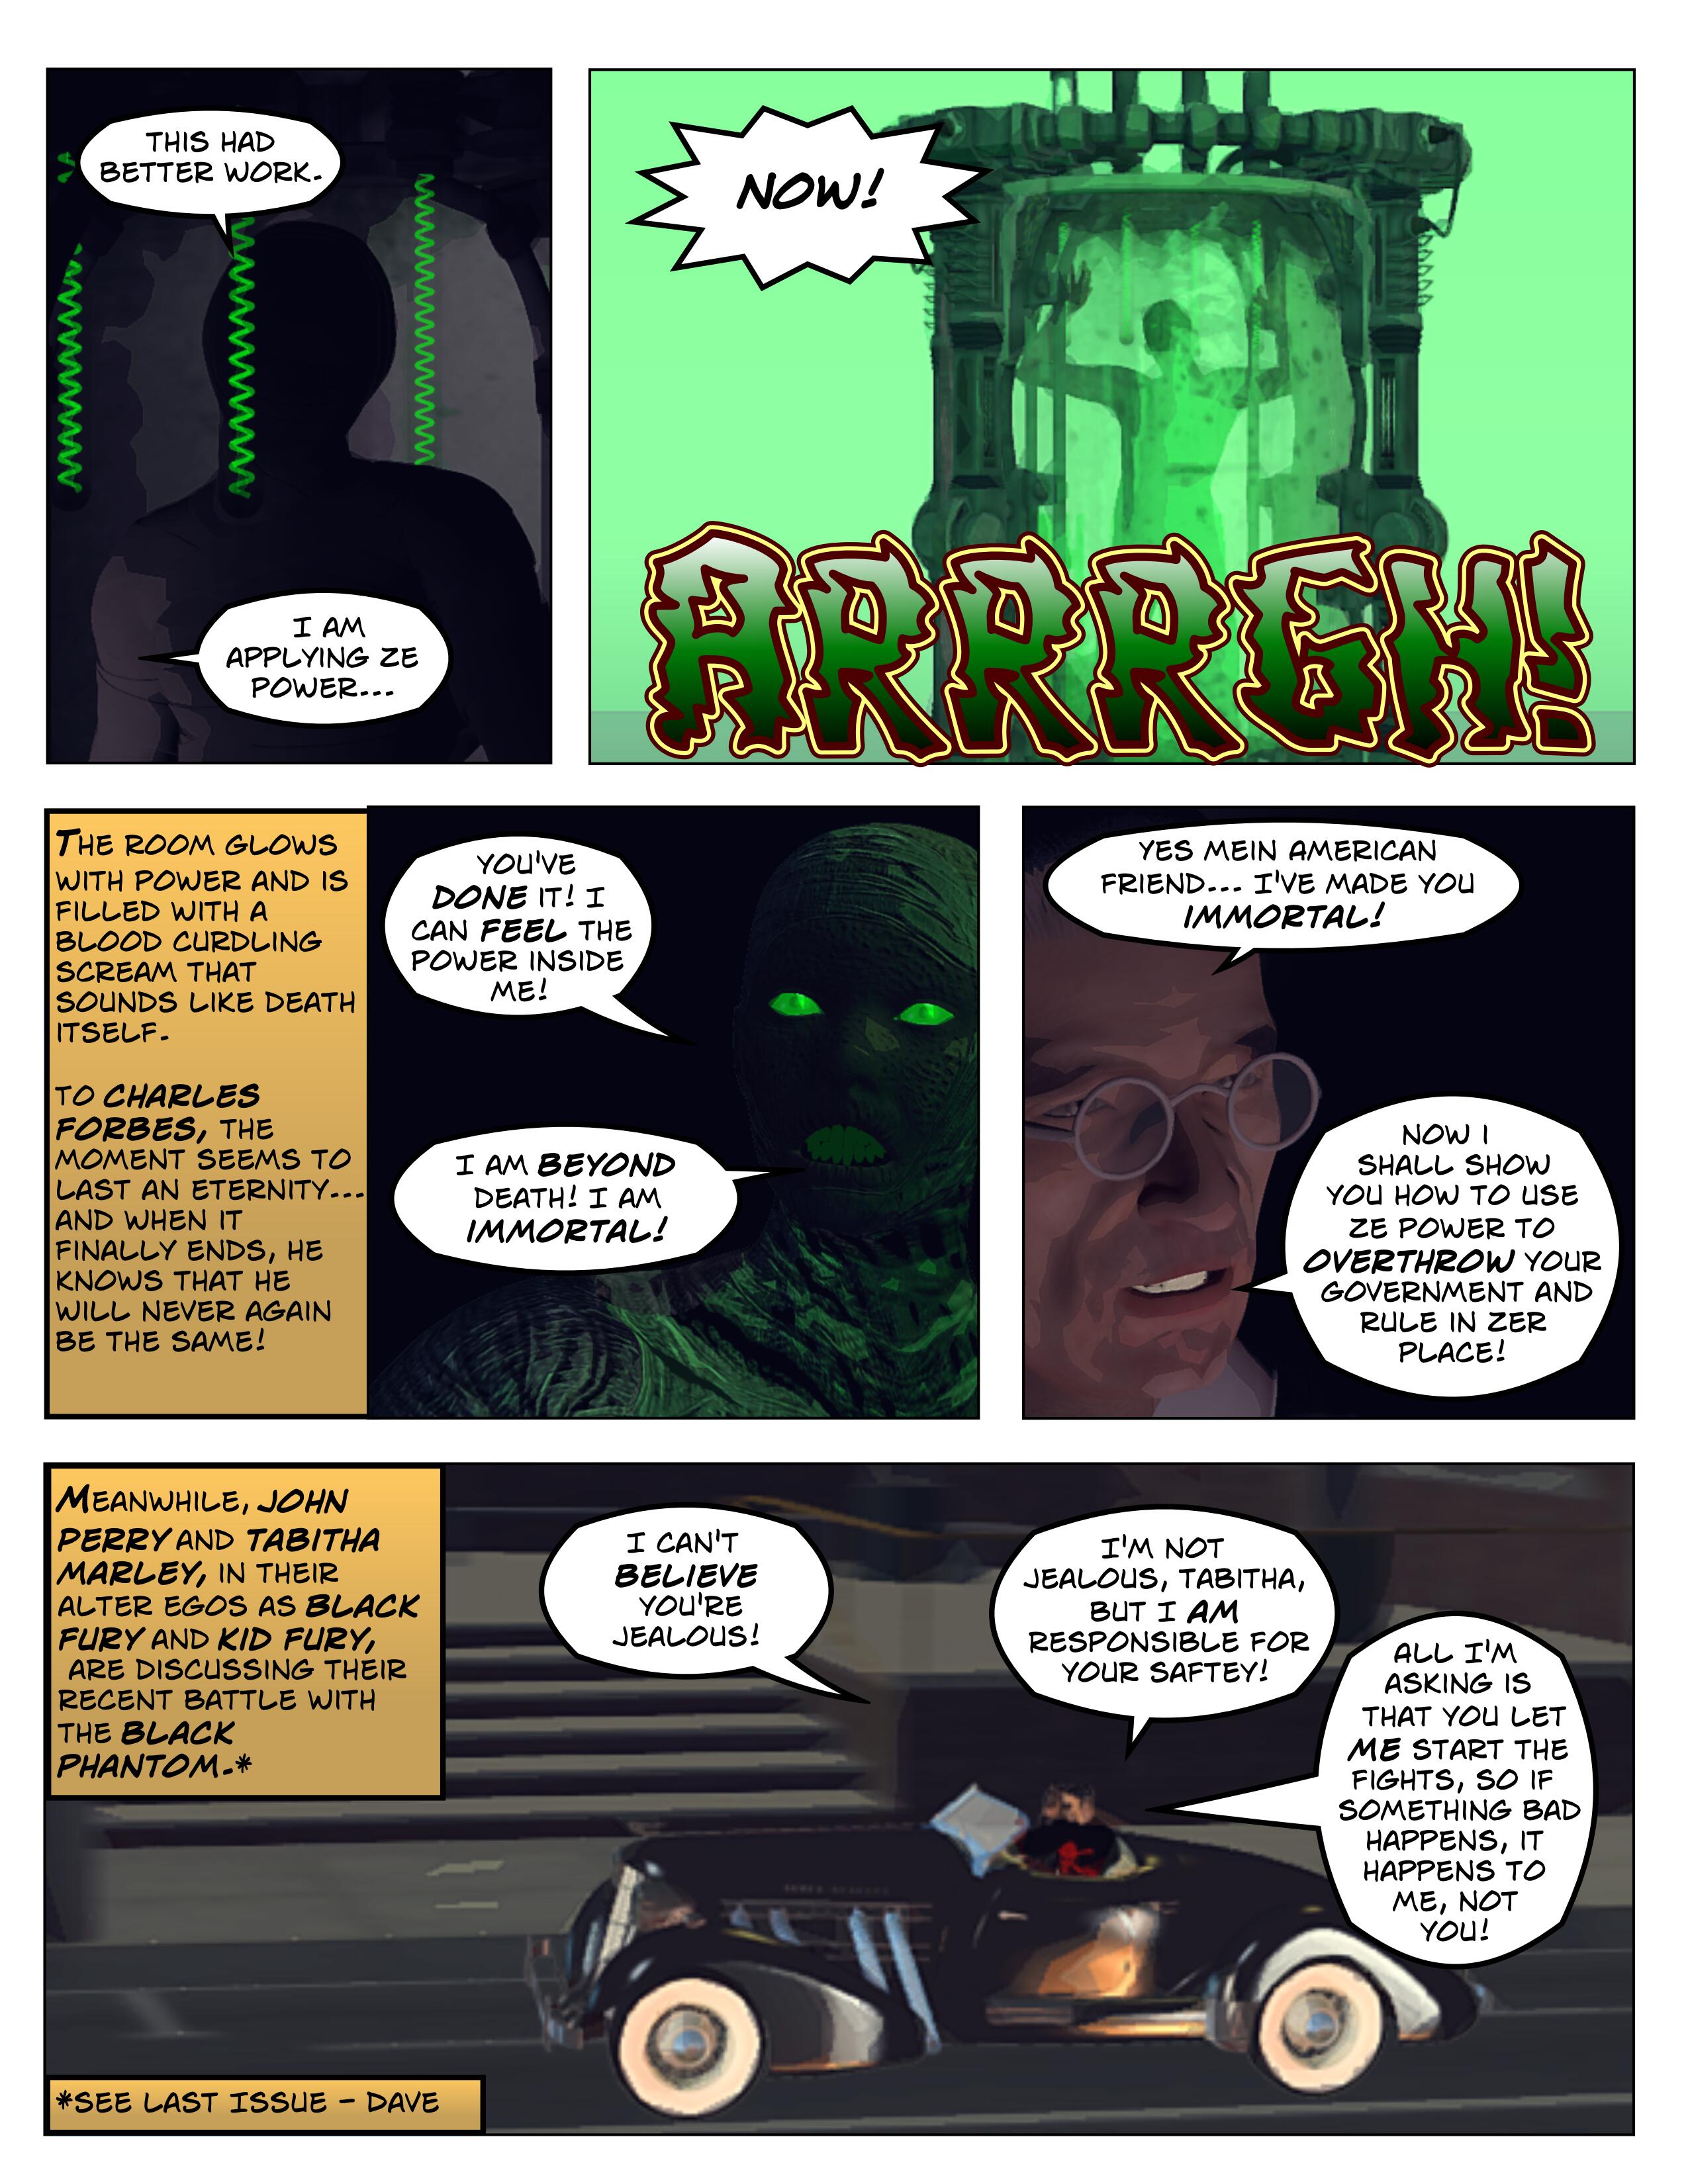 THIS HAD
BETTER WORK.
I AM
APPLYING ZE
POWER...
NOW!
ARRRGH!
THE ROOM GLOWS
WITH POWER AND IS
FILLED WITH A
BLOOD CURDLING
SCREAM THAT
SOUNDS LIKE DEATH
ITSELF.
TO CHARLES
FORBES, THE
MOMENT SEEMS TO
LAST AN ETERNITY...
AND WHEN IT
FINALLY ENDS, HE
KNOWS THAT HE
WILL NEVER AGAIN
BE THE SAME!
YOU'VE
DONE IT! I
CAN FEEL THE
POWER INSIDE
ME!
I AM BEYOND
DEATH! I AM
IMMORTAL!
YES MEIN AMERICAN
FRIEND... I'VE MADE YOU
IMMORTAL!
NOW I
SHALL SHOW
YOU HOW TO USE
ZE POWER TO
OVERTHROW YOUR
GOVERNMENT AND
RULE IN ZER
PLACE!
MEANWHILE, JOHN
PERRY AND TABITHA
MARLEY, IN THEIR
ALTER EGOS AS BLACK
FURY AND KID FURY,
ARE DISCUSSING THEIR
RECENT BATTLE WITH
THE BLACK
PHANTOM.*
I CAN'T
BELIEVE
YOU'RE
JEALOUS!
I'M NOT
JEALOUS, TABITHA,
BUT I AM
RESPONSIBLE FOR
YOUR SAFTEY!
ALL I'M
ASKING IS
THAT YOU LET
ME START THE
FIGHTS, SO IF
SOMETHING BAD
HAPPENS, IT
HAPPENS TO
ME, NOT
YOU!
*SEE LAST ISSUE - DAVE